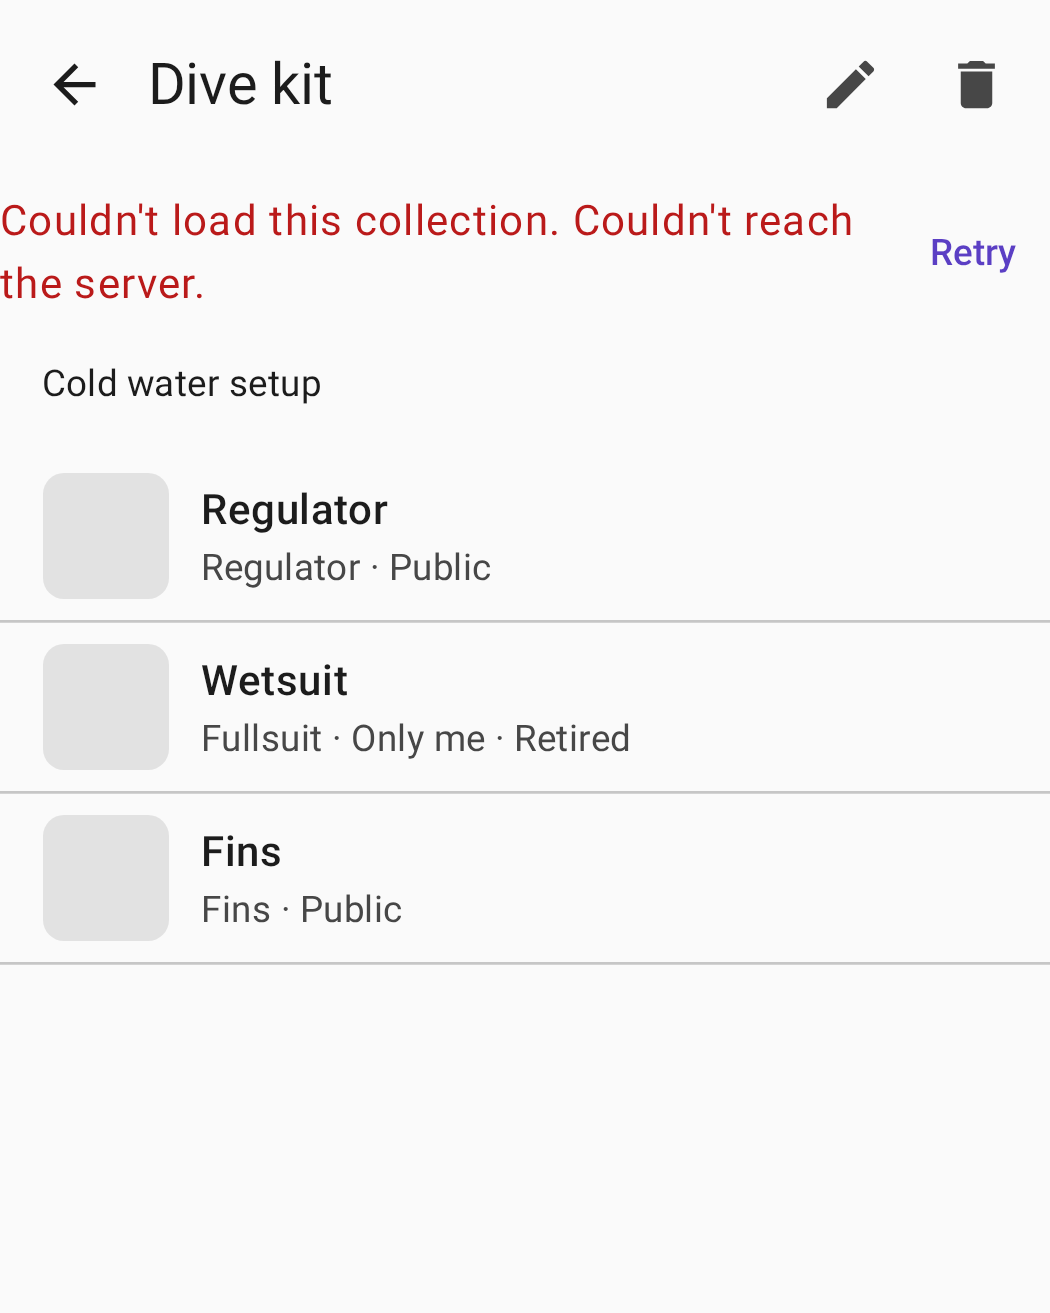 Dive kit
Couldn't load this collection. Couldn't reach
the server.
Retry
Cold water setup
Regulator
Regulator · Public
Wetsuit
Fullsuit · Only me · Retired
Fins
Fins · Public